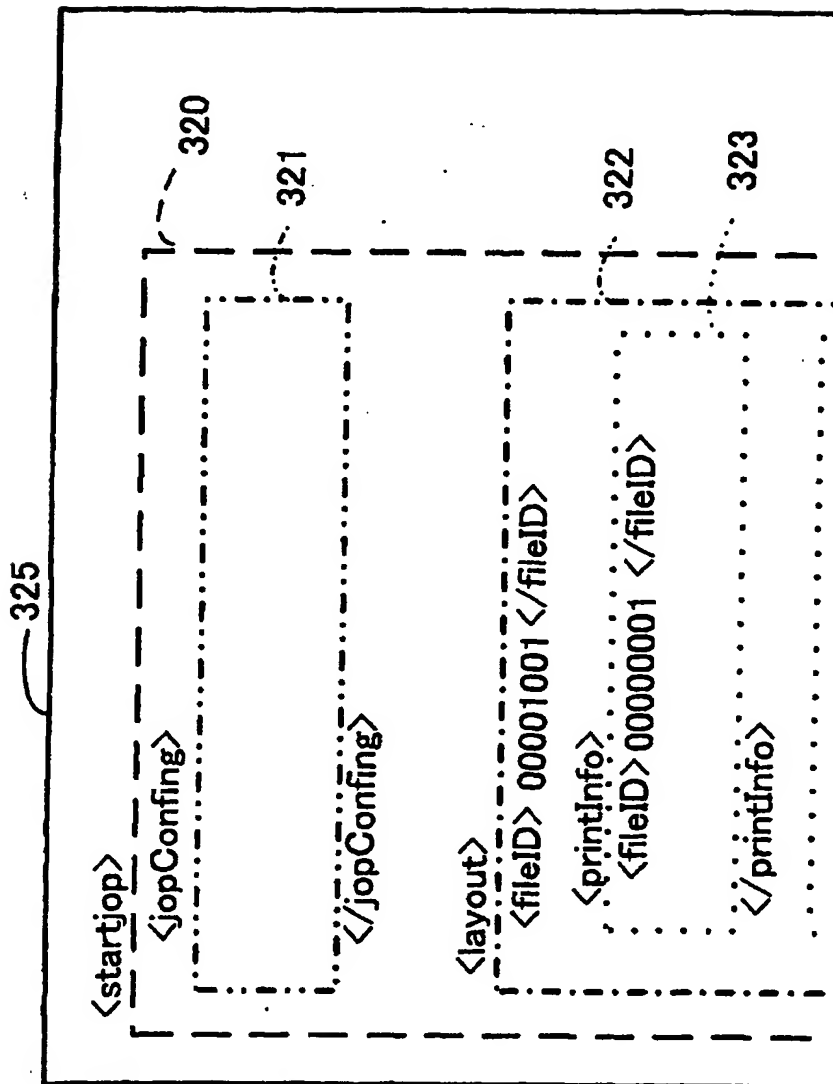 325
<startjop>
320
<jopConfing>
321
</jopConfing>
<layout>
322
<fileID> 00001001 </fileID>
<printInfo>
323
<fileID> 00000001 </fileID>
</printInfo>